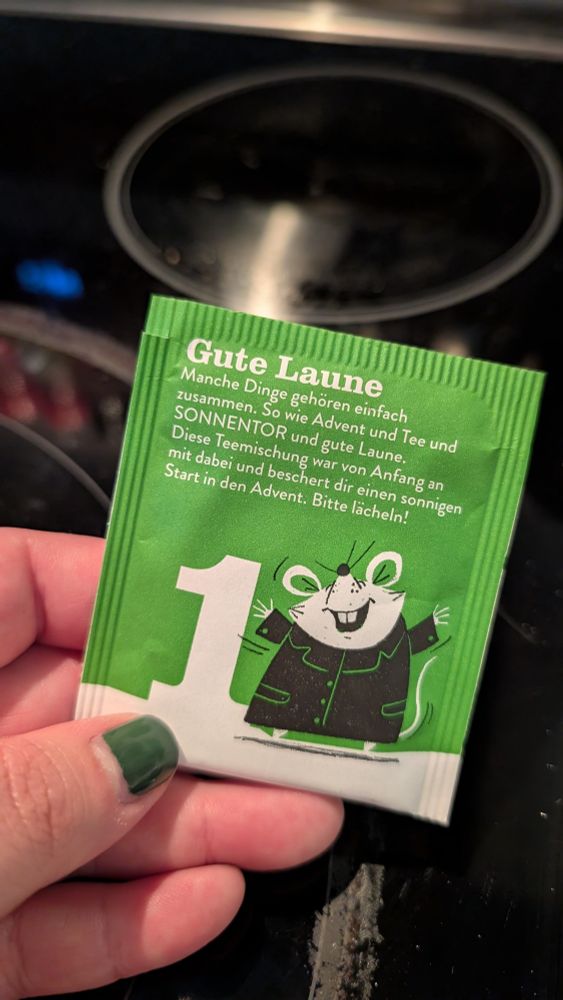 Gute Laune
Manche Dinge gehören einfach
zusammen. So wie Advent und Tee und
SONNENTOR und gute Laune.
Diese Teemischung war von Anfang an
mit dabei und beschert dir einen sonnigen
Start in den Advent. Bitte lächeln!
1